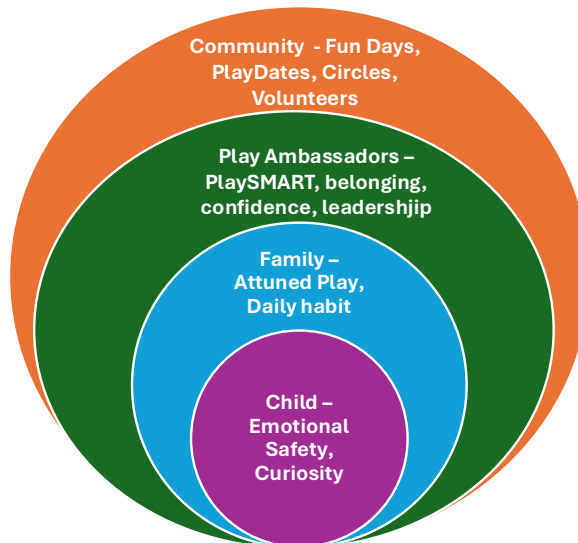 Community  - Fun Days,
PlayDates, Circles,
Volunteers
Play Ambassadors –
PlaySMART, belonging,
confidence, leadershjip
Family –
Attuned Play,
Daily habit
Child –
Emotional
Safety,
Curiosity